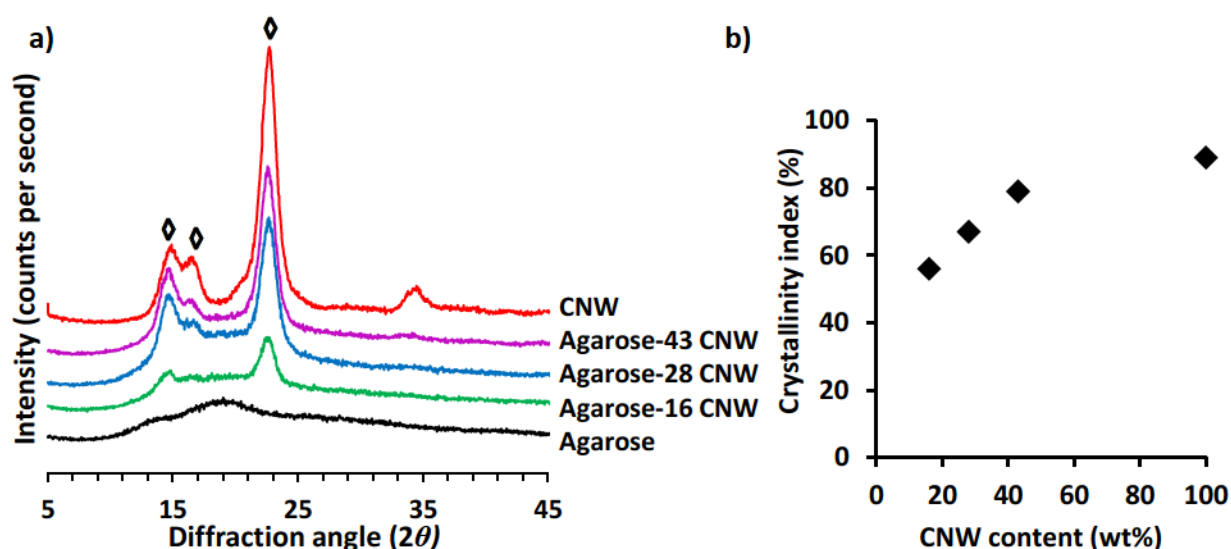 a)
Intensity (counts per second)
CNW
Agarose-43 CNW
Agarose-28 CNW
Agarose-16 CNW
Agarose
5 15 25 35 45
Diffraction angle (2θ)
b)
Crystallinity index (%)
100
80
60
40
20
0
0 20 40 60 80 100
CNW content (wt%)